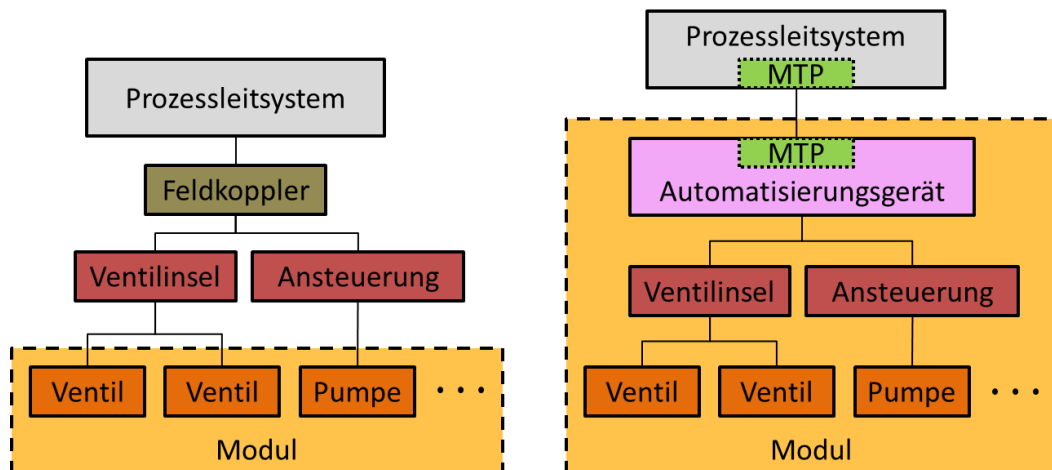 Prozessleitsystem
Feldkoppler
Ventilinsel
Ansteuerung
Ventil
Ventil
Pumpe
...
Modul
Prozessleitsystem
MTP
MTP
Automatisierungsgerät
Ventilinsel
Ansteuerung
Ventil
Ventil
Pumpe
...
Modul